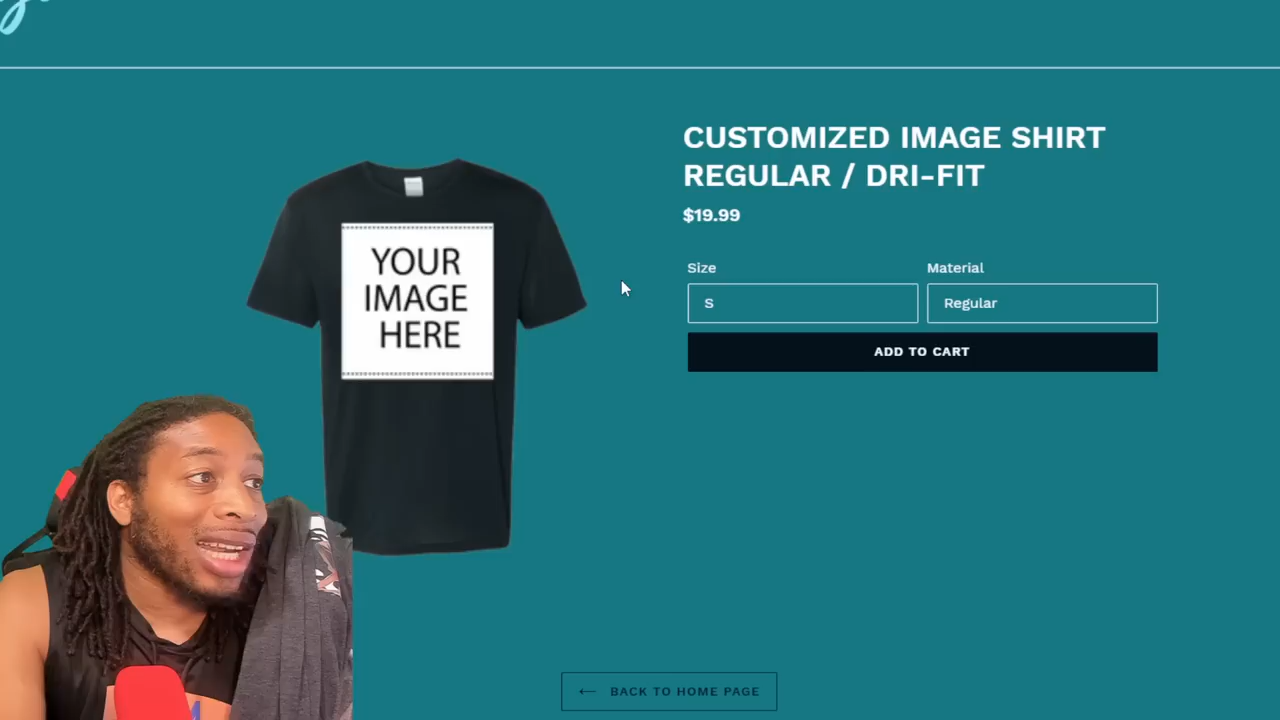 CUSTOMIZED IMAGE SHIRT
REGULAR / DRI-FIT
$19.99
Size
Material
S
Regular
ADD TO CART
YOUR
IMAGE
HERE
← BACK TO HOME PAGE